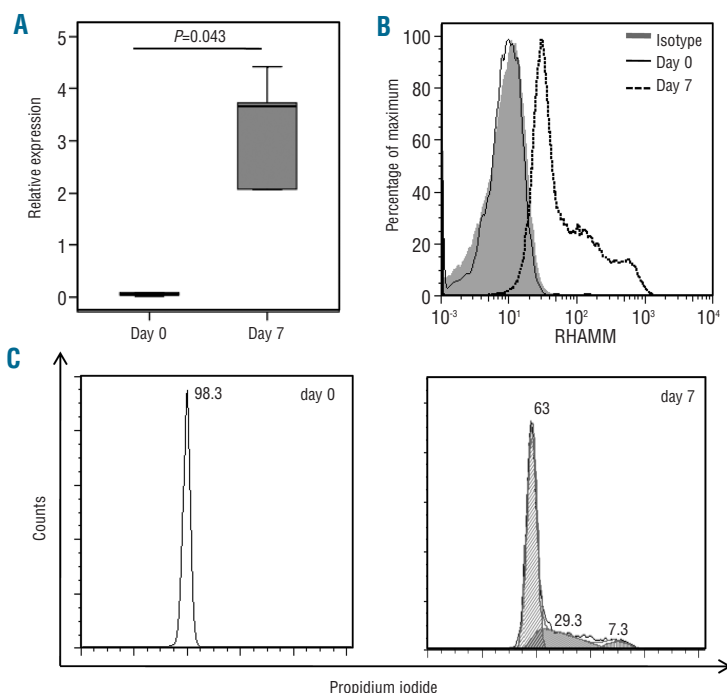 A
P=0.043
5
4
3
2
1
0
Relative expression
Day 0
Day 7
B
Isotype
Day 0
Day 7
100
80
60
40
20
0
Percentage of maximum
10-3 101 102 103 104
RHAMM
C
98.3
day 0
63
29.3
7.3
day 7
Counts
Propidium iodide